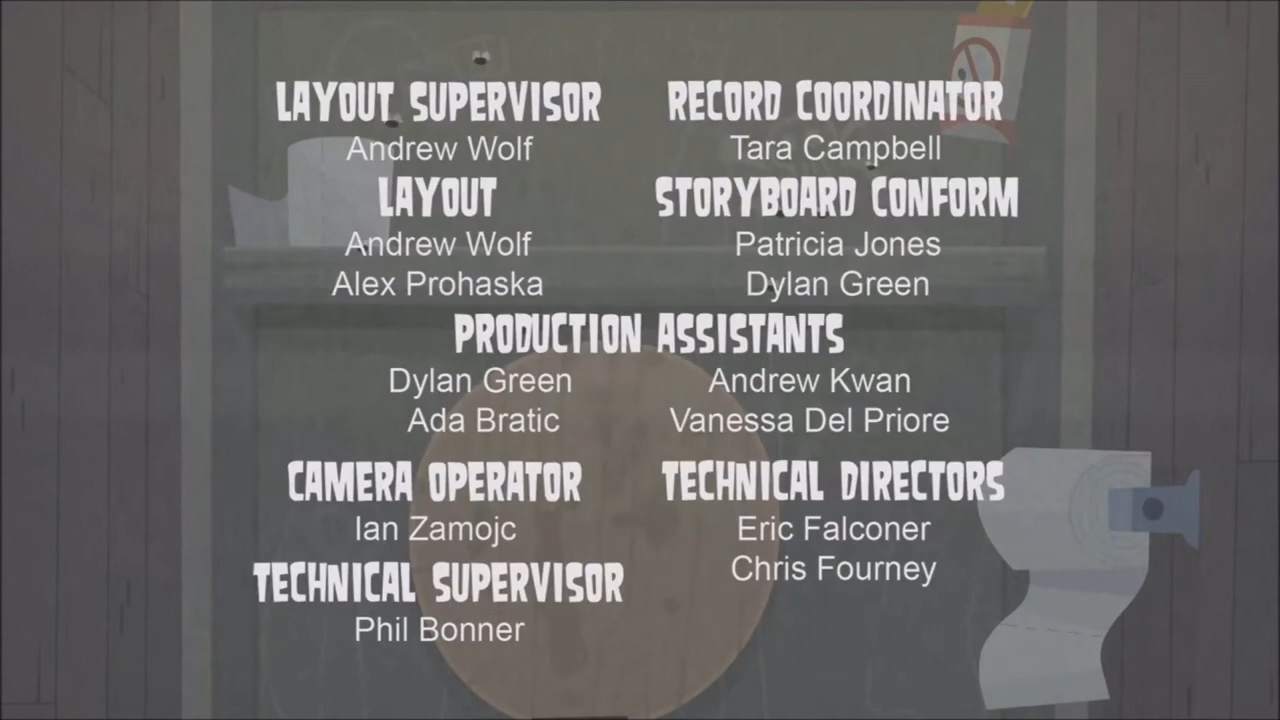 LAYOUT SUPERVISOR
Andrew Wolf
LAYOUT
Andrew Wolf
Alex Prohaska
RECORD COORDINATOR
Tara Campbell
STORYBOARD CONFORM
Patricia Jones
Dylan Green
PRODUCTION ASSISTANTS
Dylan Green
Ada Bratic
Andrew Kwan
Vanessa Del Priore
CAMERA OPERATOR
Ian Zamojc
TECHNICAL SUPERVISOR
Phil Bonner
TECHNICAL DIRECTORS
Eric Falconer
Chris Fourney